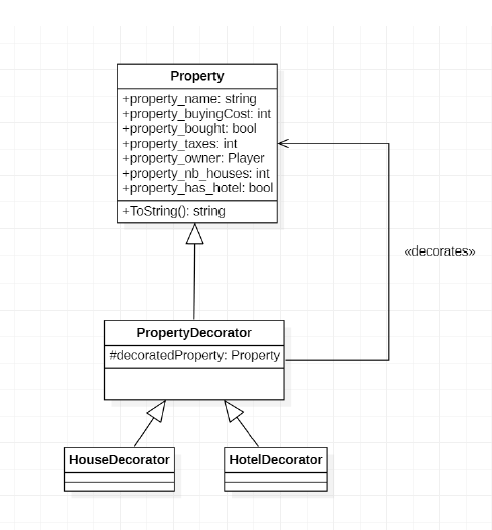 Property
+property_name: string
+property_buyingCost: int
+property_bought: bool
+property_taxes: int
+property_owner: Player
+property_nb_houses: int
+property_has_hotel: bool
+ToString(): string
«decorates»
PropertyDecorator
#decoratedProperty: Property
HouseDecorator
HotelDecorator